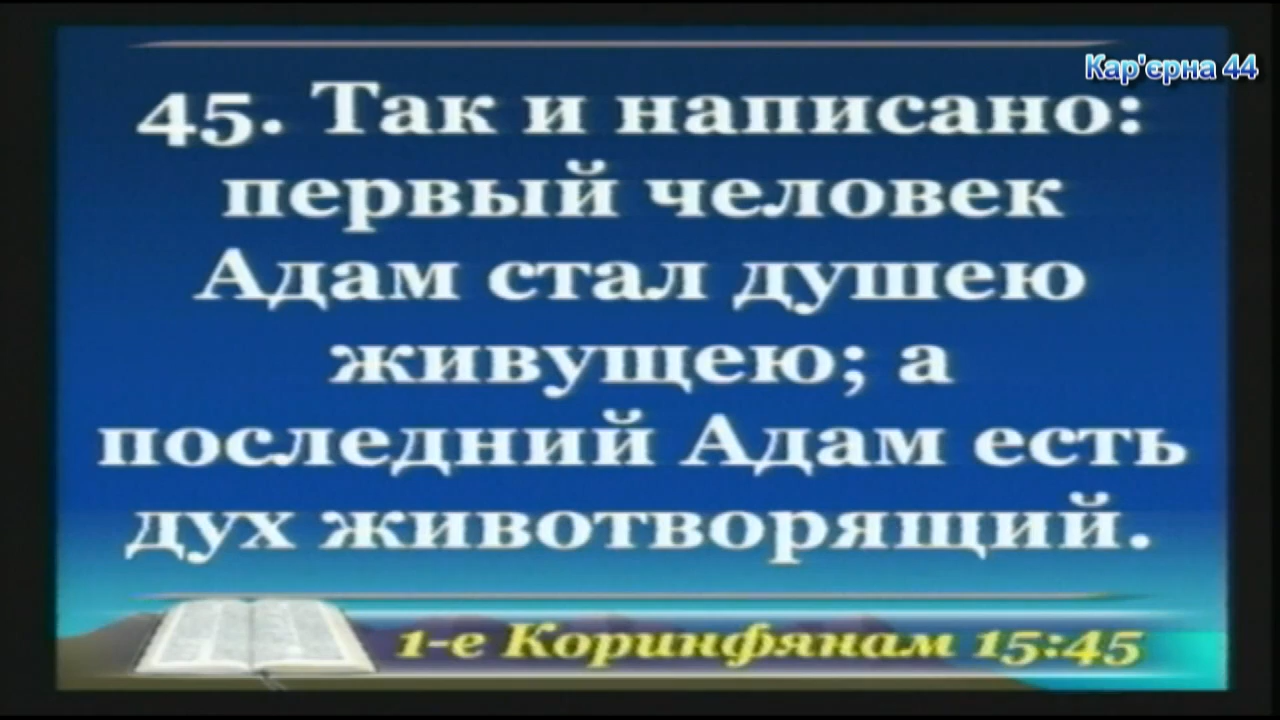 Кар'єрна 44
45. Так и написано:
первый человек
Адам стал душею
живущею; а
последний Адам есть
дух животворящий.
1-е Коринфянам 15:45